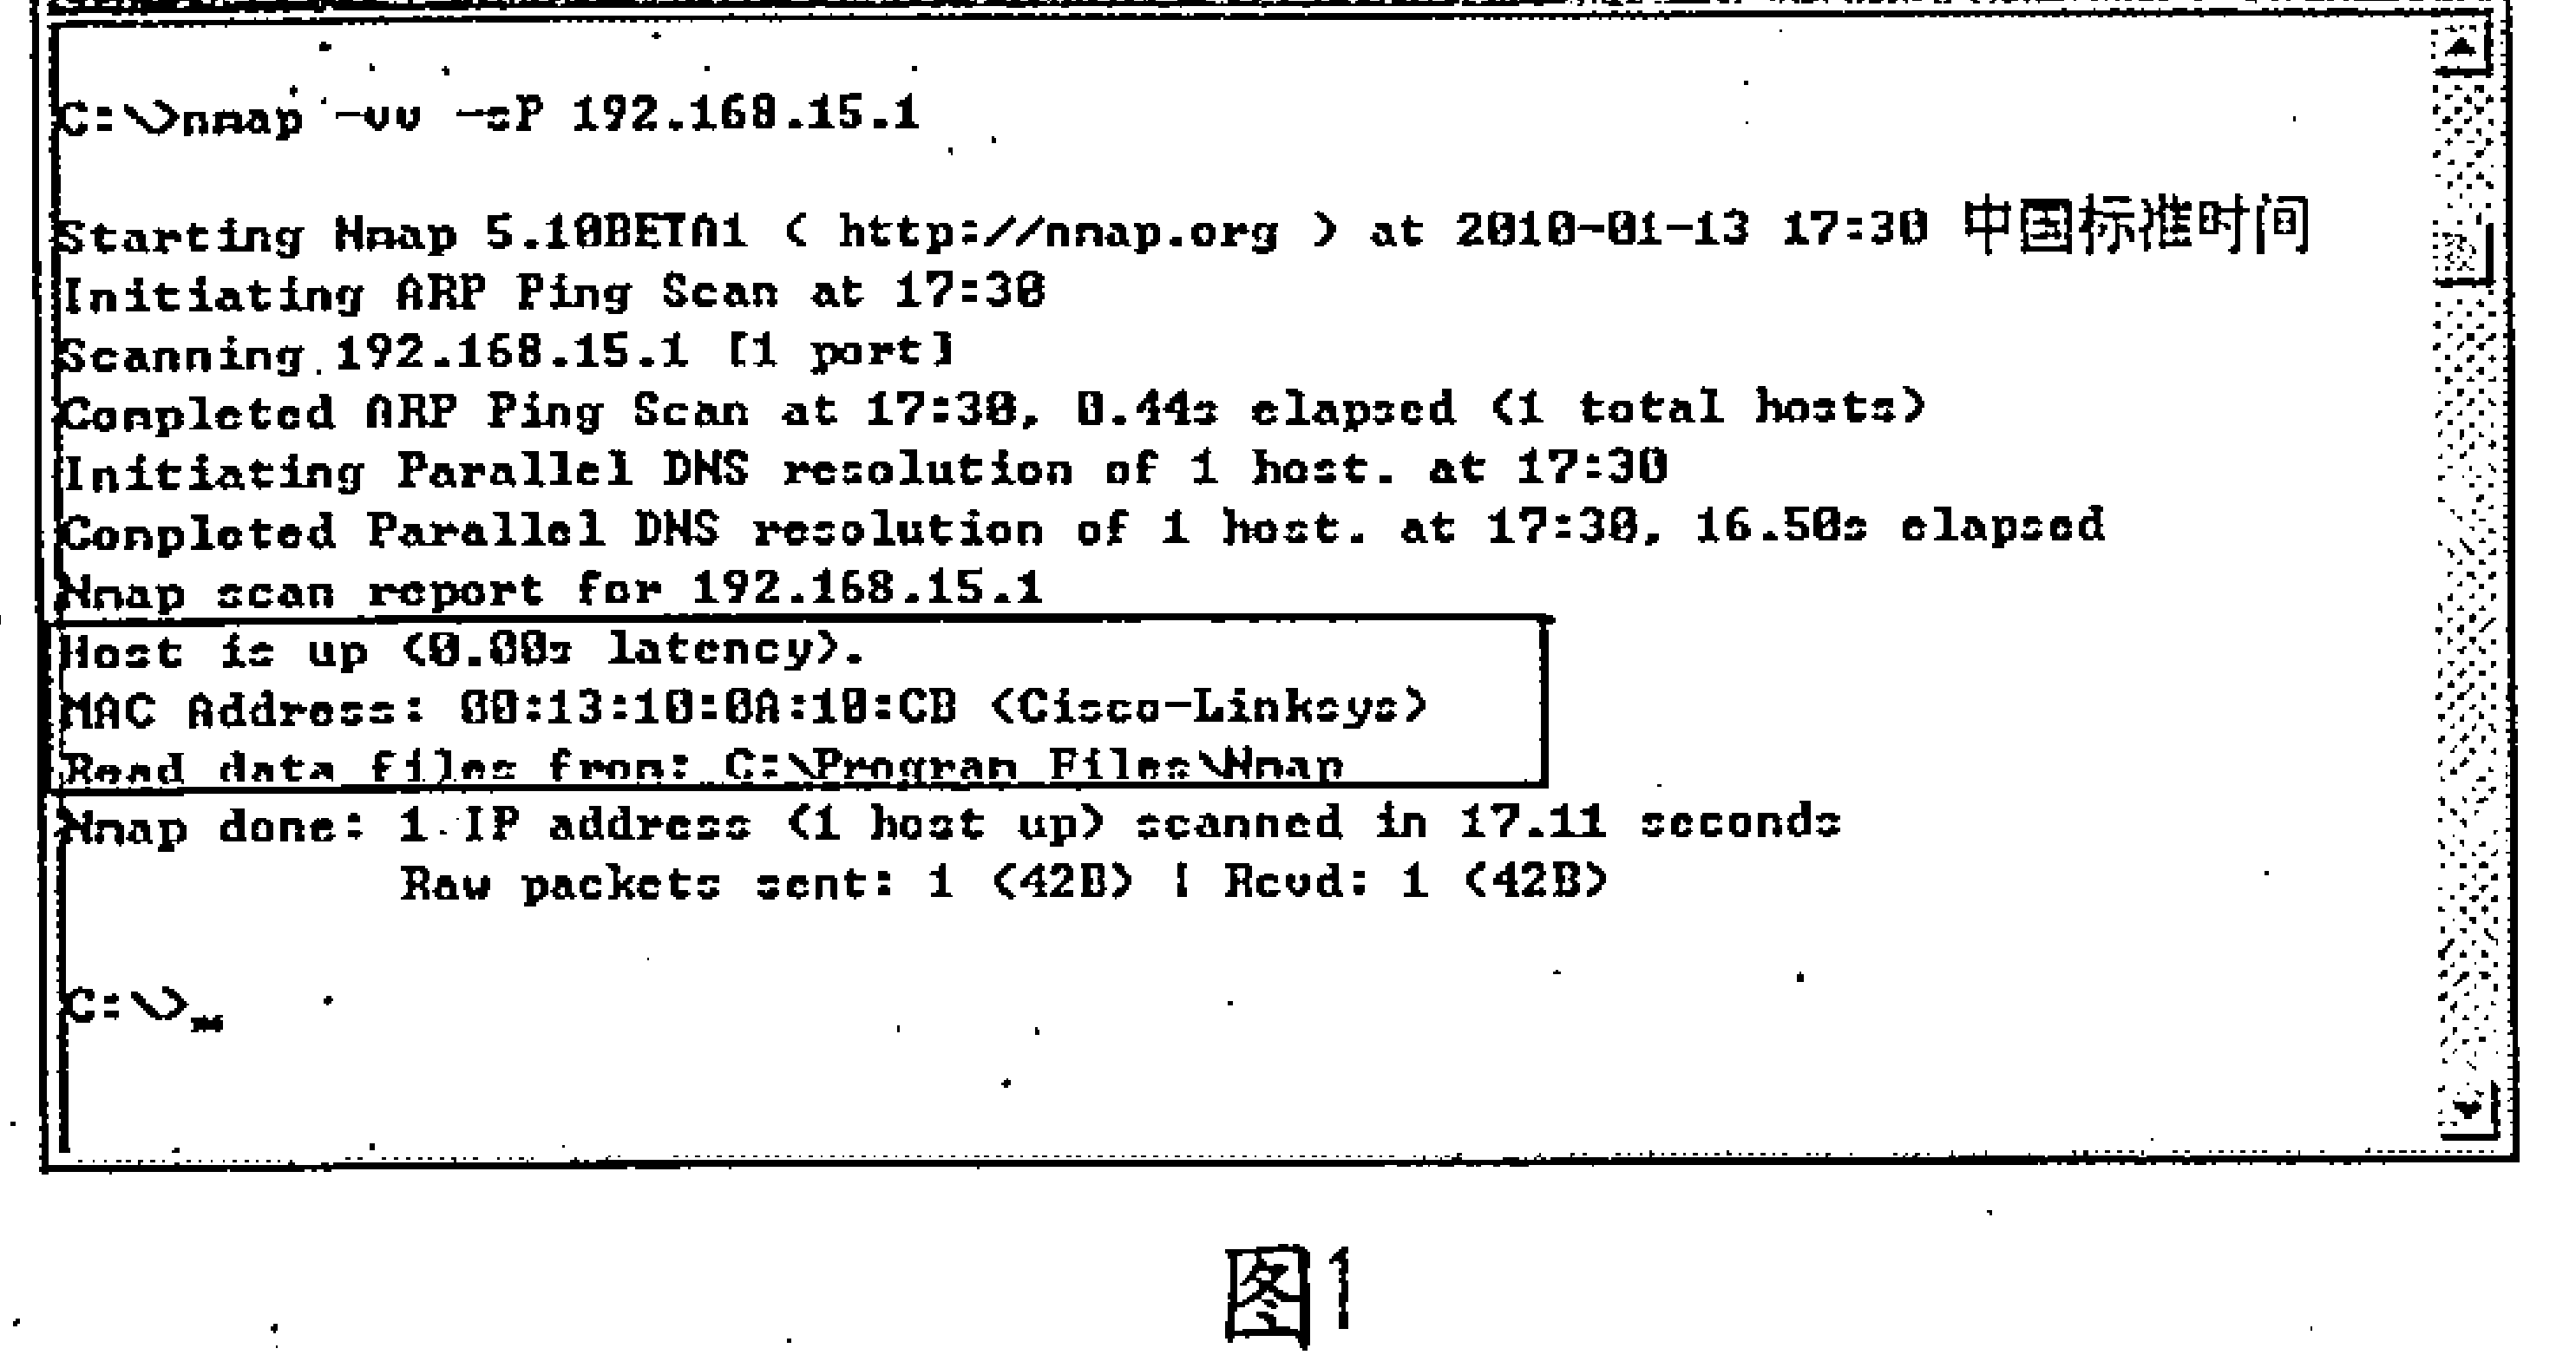 C:\>nmap -vv -sP 192.168.15.1
Starting Nmap 5.10BETA1 ( http://nmap.org ) at 2010-01-13 17:30 中国标准时间
Initiating ARP Ping Scan at 17:30
Scanning 192.168.15.1 [1 port]
Completed ARP Ping Scan at 17:30, 0.44s elapsed (1 total hosts)
Initiating Parallel DNS resolution of 1 host. at 17:30
Completed Parallel DNS resolution of 1 host. at 17:30, 16.50s elapsed
Nmap scan report for 192.168.15.1
Host is up (0.00s latency).
MAC Address: 00:13:10:0A:10:CB (Cisco-Linksys)
Read data files from: C:\Program Files\Nmap
Nmap done: 1 IP address (1 host up) scanned in 17.11 seconds
Raw packets sent: 1 (42B) | Rcvd: 1 (42B)
C:\>_
图1